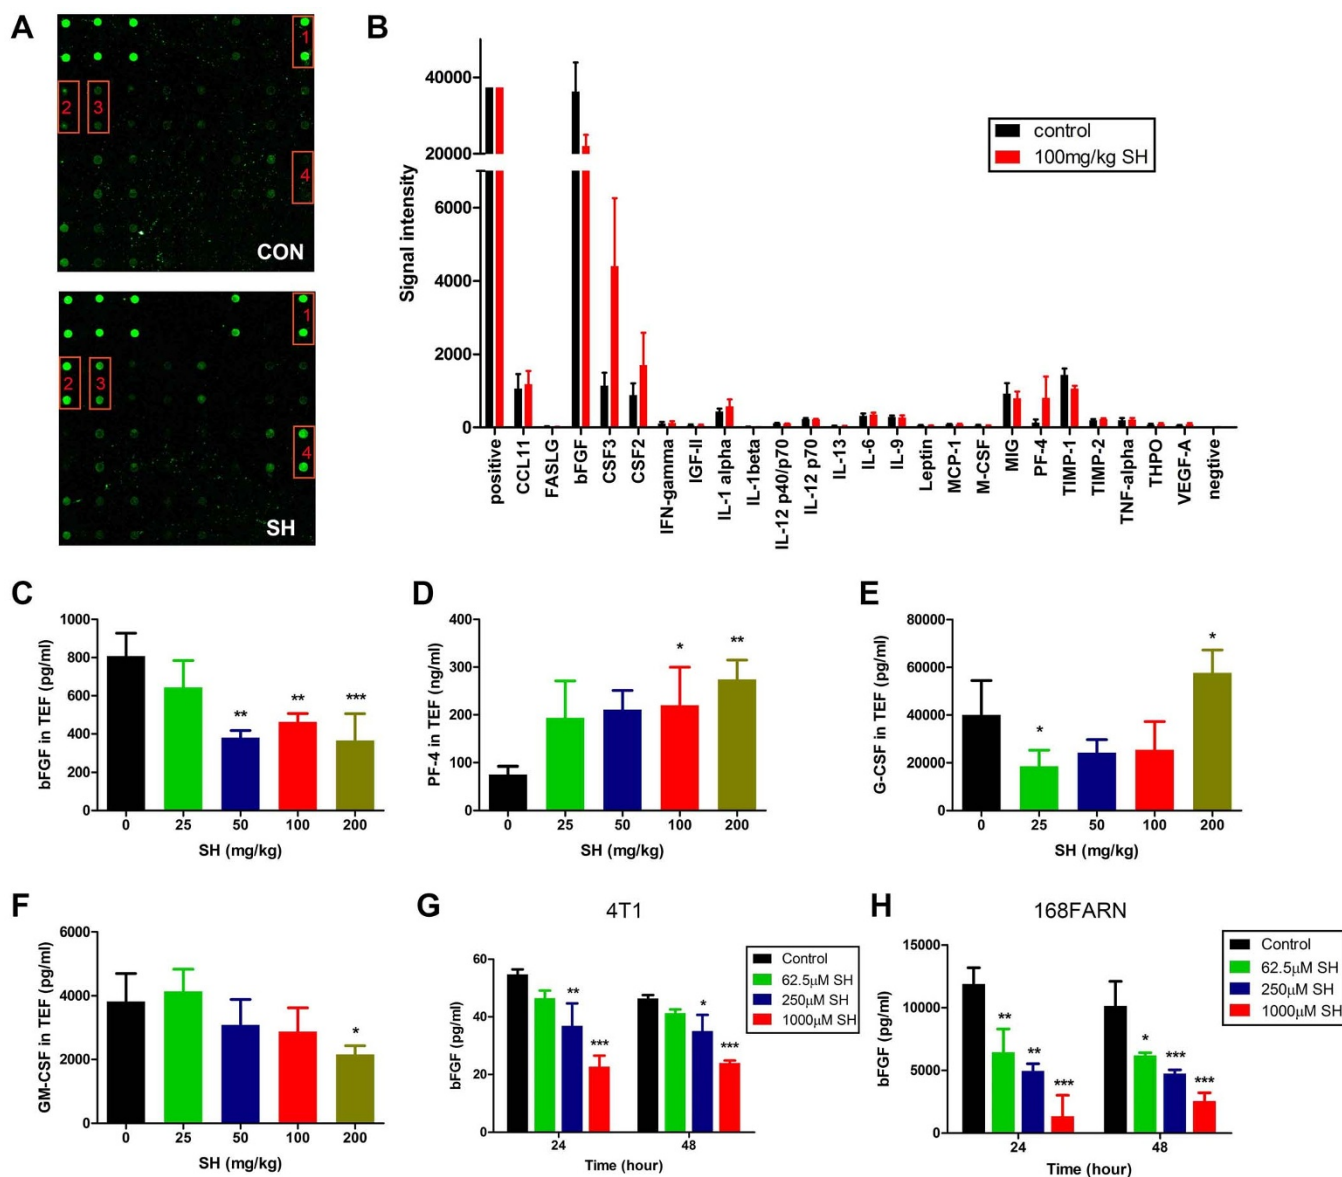 A
1
2 3
4
CON
1
2 3
4
SH
B
40000
20000
8000
6000
4000
2000
0
Signal intensity
control
100mg/kg SH
positive
CCL11
FASLG
bFGF
CSF3
CSF2
IFN-gamma
IGF-II
IL-1 alpha
IL-1beta
IL-12 p40/p70
IL-12 p70
IL-13
IL-6
IL-9
Leptin
MCP-1
M-CSF
MIG
PF-4
TIMP-1
TIMP-2
TNF-alpha
THPO
VEGF-A
negtive
C
1000
800
600
400
200
0
bFGF in TEF (pg/ml)
** ** ***
0 25 50 100 200
SH (mg/kg)
D
400
300
200
100
0
PF-4 in TEF (ng/ml)
* **
0 25 50 100 200
SH (mg/kg)
E
80000
60000
40000
20000
0
G-CSF in TEF (pg/ml)
* *
0 25 50 100 200
SH (mg/kg)
F
6000
4000
2000
0
GM-CSF in TEF (pg/ml)
*
0 25 50 100 200
SH (mg/kg)
G
4T1
60
40
20
0
bFGF (pg/ml)
** *** * ***
24 48
Time (hour)
Control
62.5μM SH
250μM SH
1000μM SH
H
168FARN
15000
10000
5000
0
bFGF (pg/ml)
** ** *** * *** ***
24 48
Time (hour)
Control
62.5μM SH
250μM SH
1000μM SH